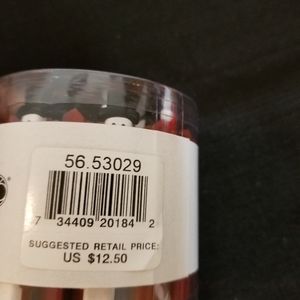 56.53029
7 34409 20184 2
SUGGESTED RETAIL PRICE:
US $12.50